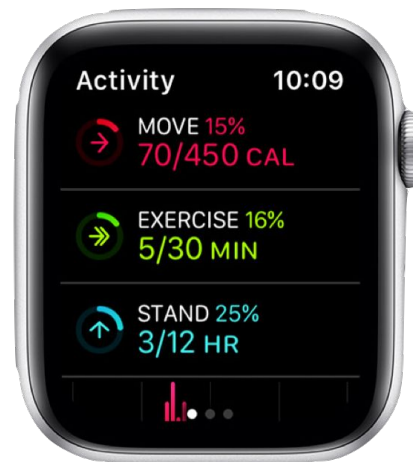 Activity 10:09
MOVE 15%
70/450 CAL
EXERCISE 16%
5/30 MIN
STAND 25%
3/12 HR